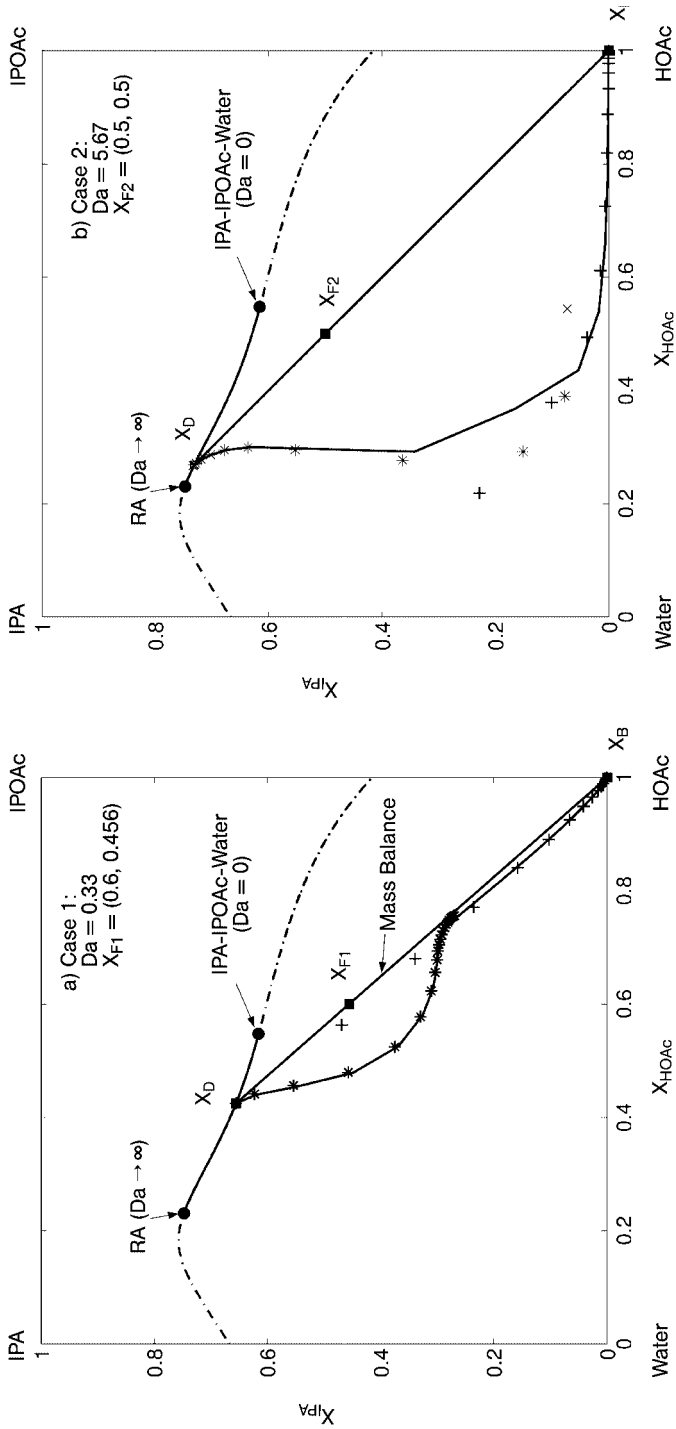 IPA
IPOAc
a) Case 1:
Da = 0.33
X_F1 = (0.6, 0.456)
RA (Da → ∞)
X_D
IPA-IPOAc-Water
(Da = 0)
X_F1
Mass Balance
X_IPA
1
0.8
0.6
0.4
0.2
0
0
0.2
0.4
0.6
0.8
1
X_B
Water
X_HOAc
HOAc
IPA
IPOAc
b) Case 2:
Da = 5.67
X_F2 = (0.5, 0.5)
RA (Da → ∞)
X_D
IPA-IPOAc-Water
(Da = 0)
X_F2
X_IPA
1
0.8
0.6
0.4
0.2
0
0
0.2
0.4
0.6
0.8
1
Water
X_HOAc
HOAc